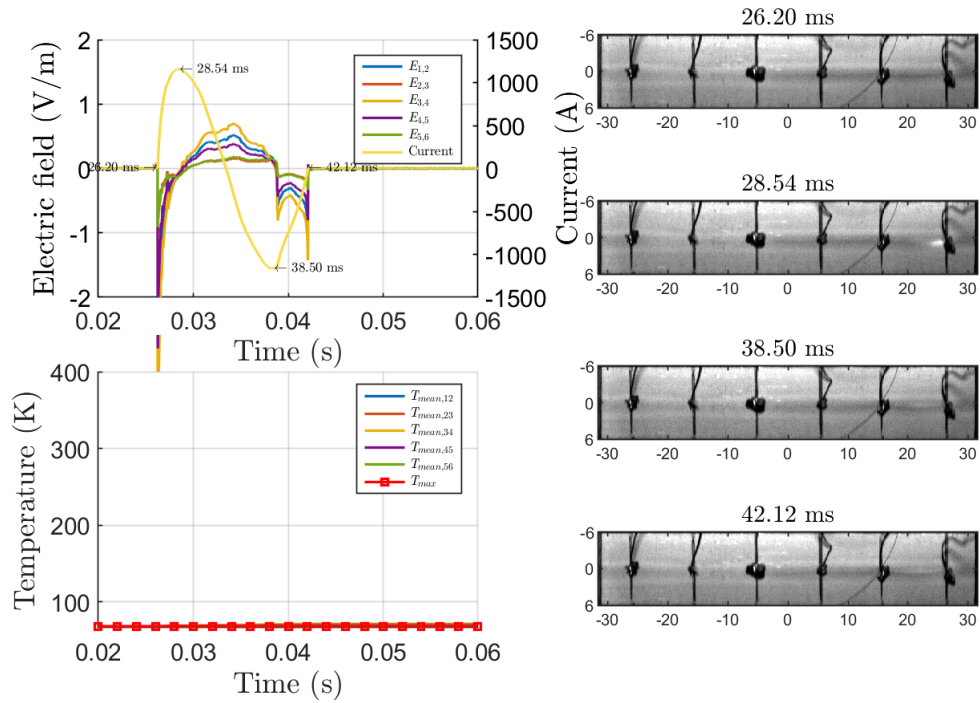 2
1
0
-1
-2
Electric field (V/m)
1500
1000
500
0
-500
-1000
-1500
Current (A)
0.02 0.03 0.04 0.05 0.06
Time (s)
26.20 ms
← 28.54 ms
← 38.50 ms
42.12 ms
E1,2
E2,3
E3,4
E4,5
E5,6
Current
400
300
200
100
Temperature (K)
0.02 0.03 0.04 0.05 0.06
Time (s)
Tmean,12
Tmean,23
Tmean,34
Tmean,45
Tmean,56
Tmax
26.20 ms
-6
0
6
-30 -20 -10 0 10 20 30
28.54 ms
-6
0
6
-30 -20 -10 0 10 20 30
38.50 ms
-6
0
6
-30 -20 -10 0 10 20 30
42.12 ms
-6
0
6
-30 -20 -10 0 10 20 30